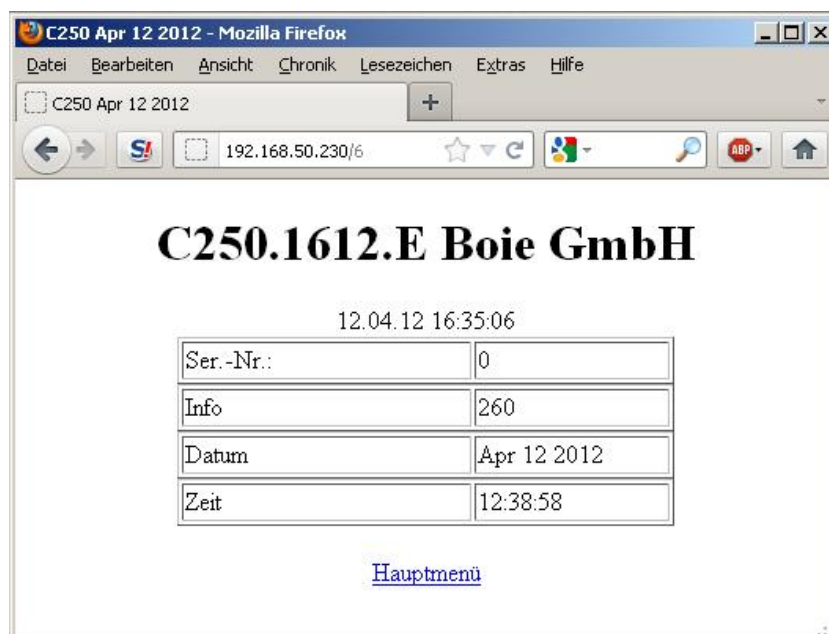 C250 Apr 12 2012 - Mozilla Firefox
Datei Bearbeiten Ansicht Chronik Lesezeichen Extras Hilfe
C250 Apr 12 2012
S! 192.168.50.230/6 ABP
C250.1612.E Boie GmbH
12.04.12 16:35:06
Ser.-Nr.: 0
Info 260
Datum Apr 12 2012
Zeit 12:38:58
Hauptmenü